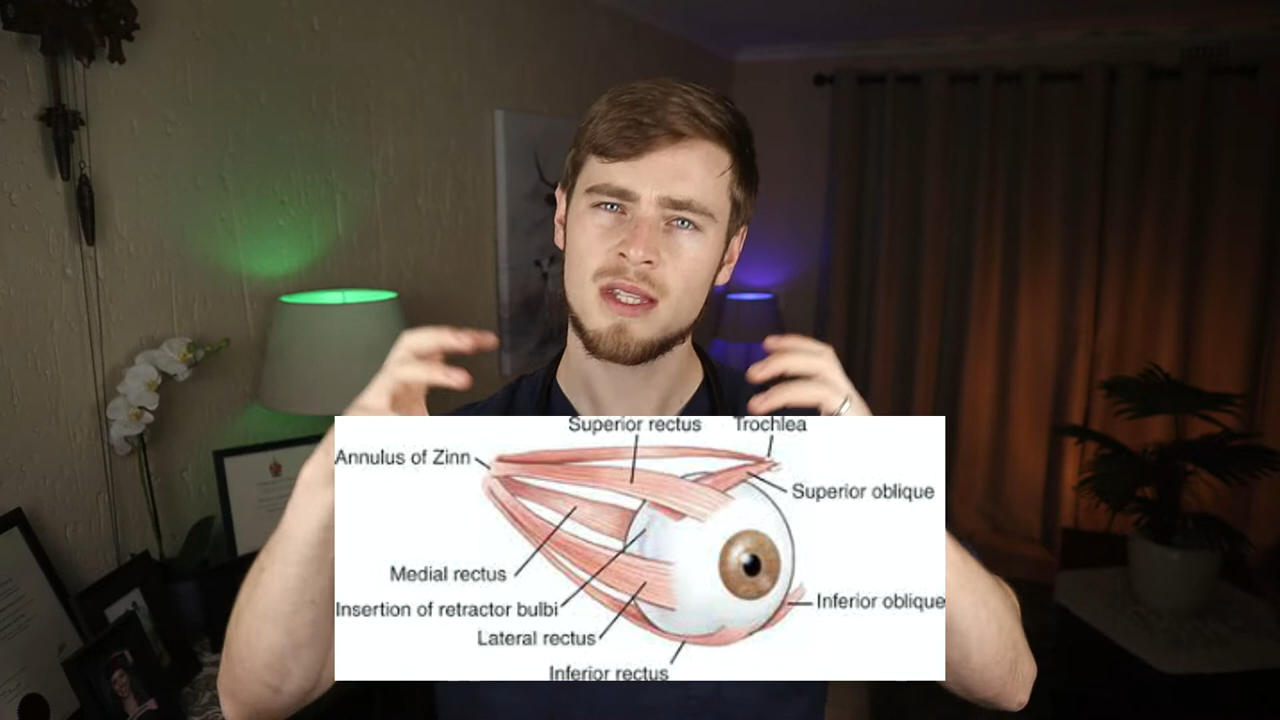 Superior rectus
Trochlea
Annulus of Zinn
Superior oblique
Medial rectus
Insertion of retractor bulbi
Inferior oblique
Lateral rectus
Inferior rectus